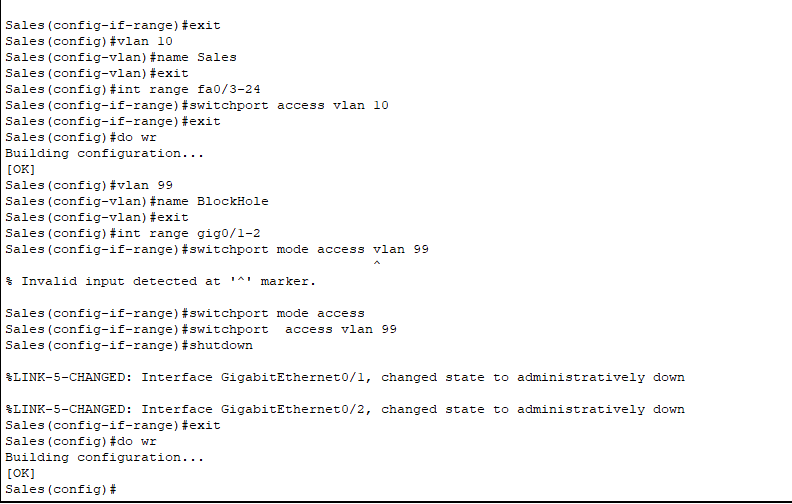 Sales(config-if-range)#exit
Sales(config)#vlan 10
Sales(config-vlan)#name Sales
Sales(config-vlan)#exit
Sales(config)#int range fa0/3-24
Sales(config-if-range)#switchport access vlan 10
Sales(config-if-range)#exit
Sales(config)#do wr
Building configuration...
[OK]
Sales(config)#vlan 99
Sales(config-vlan)#name BlockHole
Sales(config-vlan)#exit
Sales(config)#int range gig0/1-2
Sales(config-if-range)#switchport mode access vlan 99
^
% Invalid input detected at '^' marker.
Sales(config-if-range)#switchport mode access
Sales(config-if-range)#switchport  access vlan 99
Sales(config-if-range)#shutdown
%LINK-5-CHANGED: Interface GigabitEthernet0/1, changed state to administratively down
%LINK-5-CHANGED: Interface GigabitEthernet0/2, changed state to administratively down
Sales(config-if-range)#exit
Sales(config)#do wr
Building configuration...
[OK]
Sales(config)#